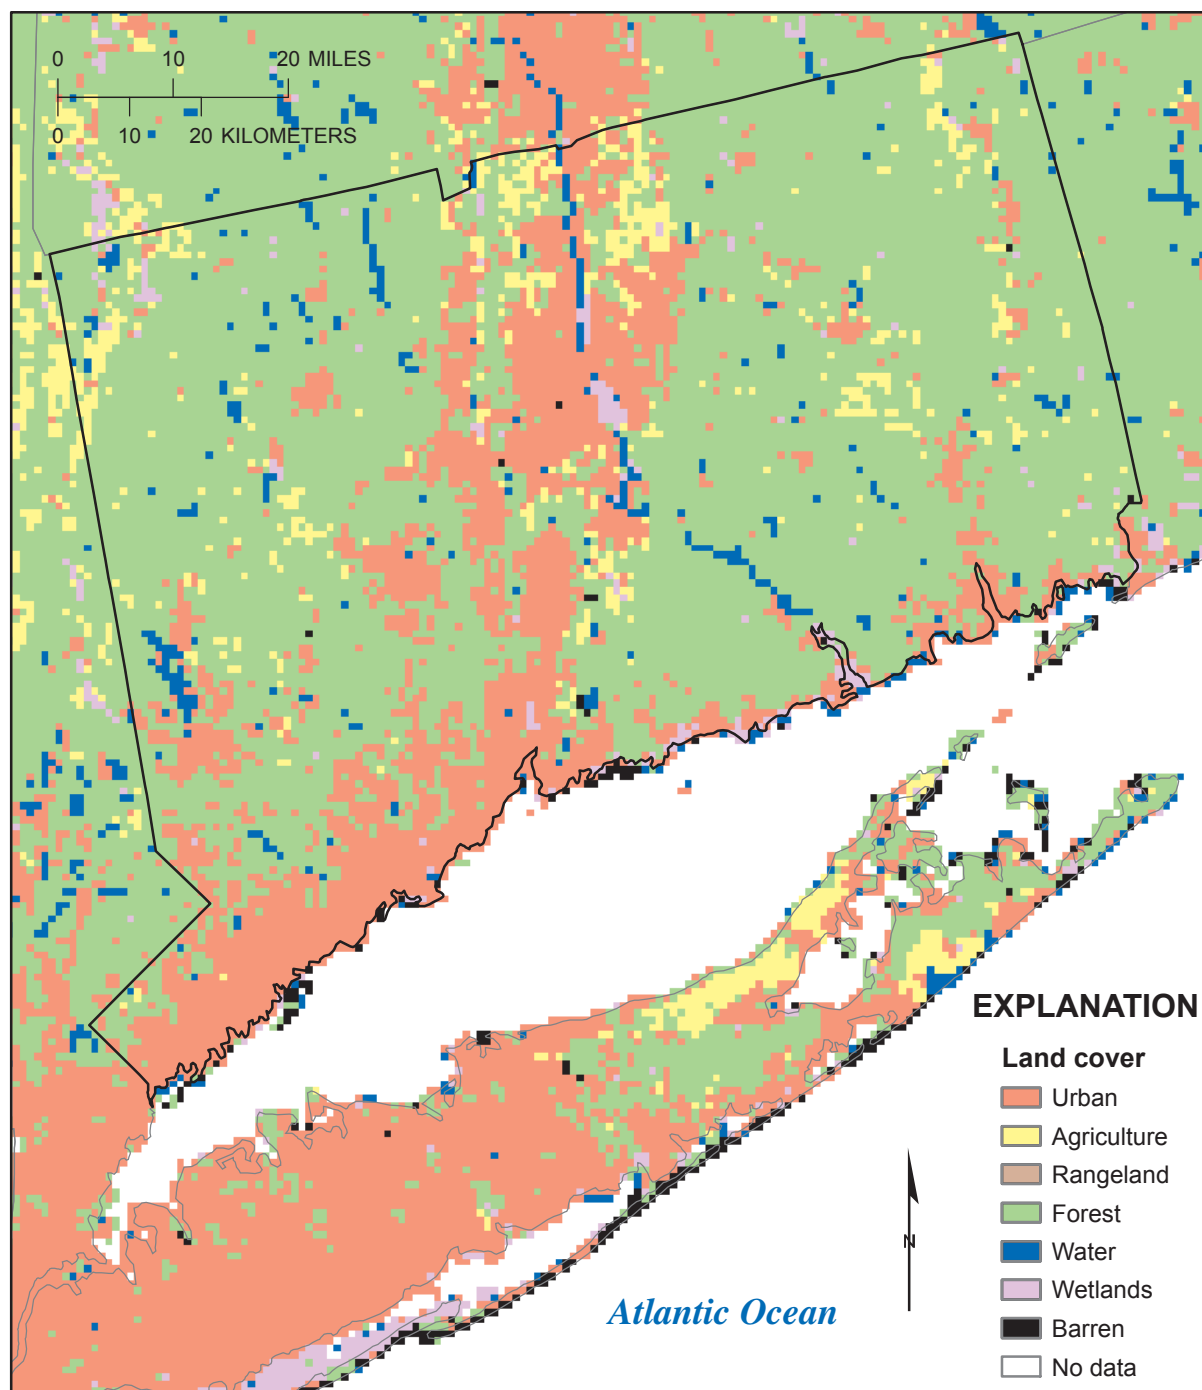 0 10 20 MILES
0 10 20 KILOMETERS
EXPLANATION
Land cover
Urban
Agriculture
Rangeland
Forest
Water
Wetlands
Barren
No data
N
Atlantic Ocean